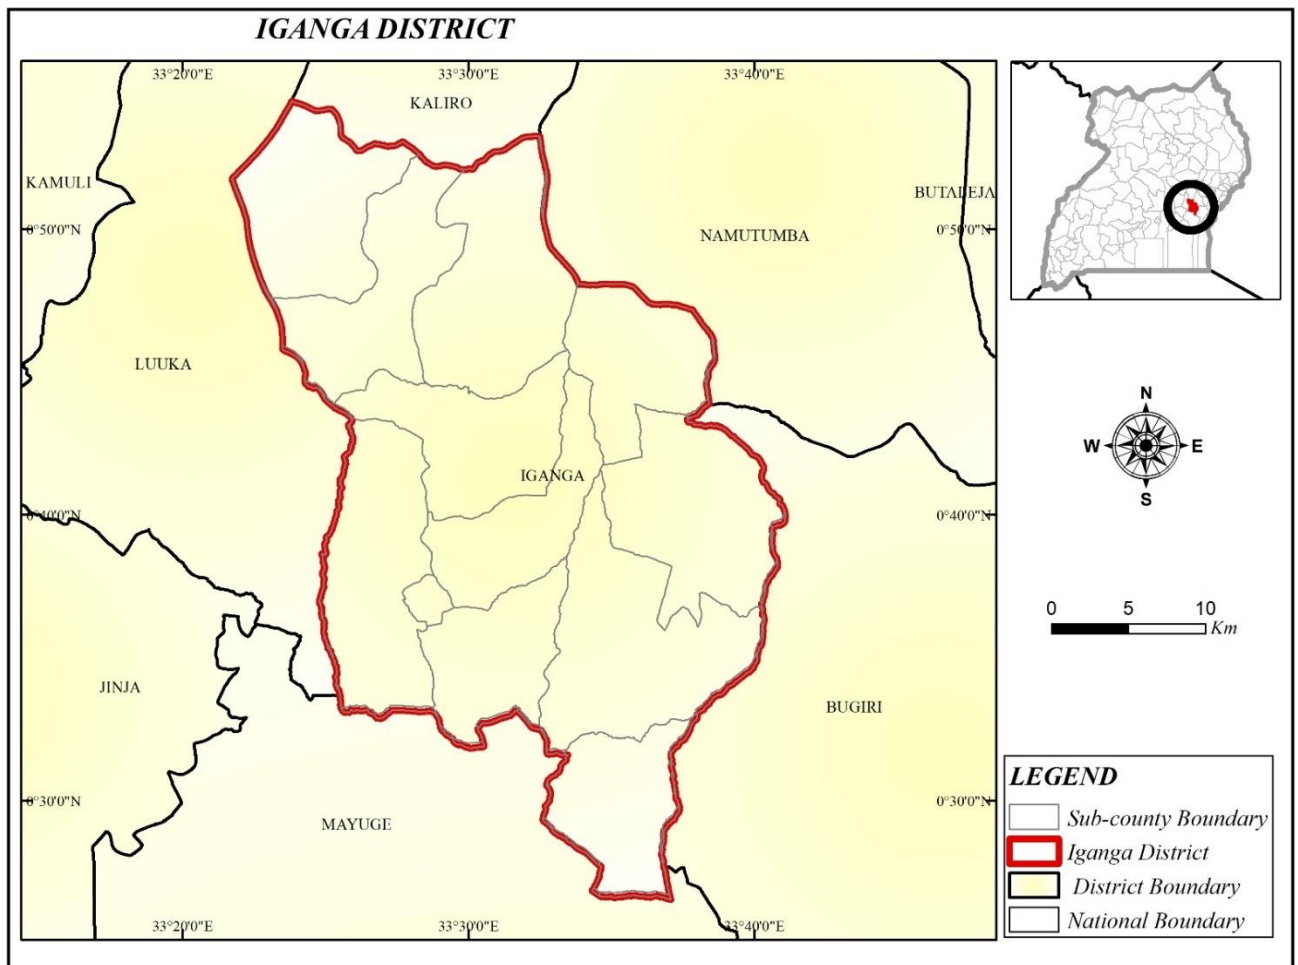 IGANGA DISTRICT
33°20'0"E
33°30'0"E
33°40'0"E
KALIRO
KAMULI
BUTALEJA
0°50'0"N
NAMUTUMBA
0°50'0"N
LUUKA
IGANGA
0°40'0"N
0°40'0"N
JINJA
BUGIRI
0°30'0"N
0°30'0"N
MAYUGE
33°20'0"E
33°30'0"E
33°40'0"E
N
W
E
S
0
5
10
Km
LEGEND
Sub-county Boundary
Iganga District
District Boundary
National Boundary